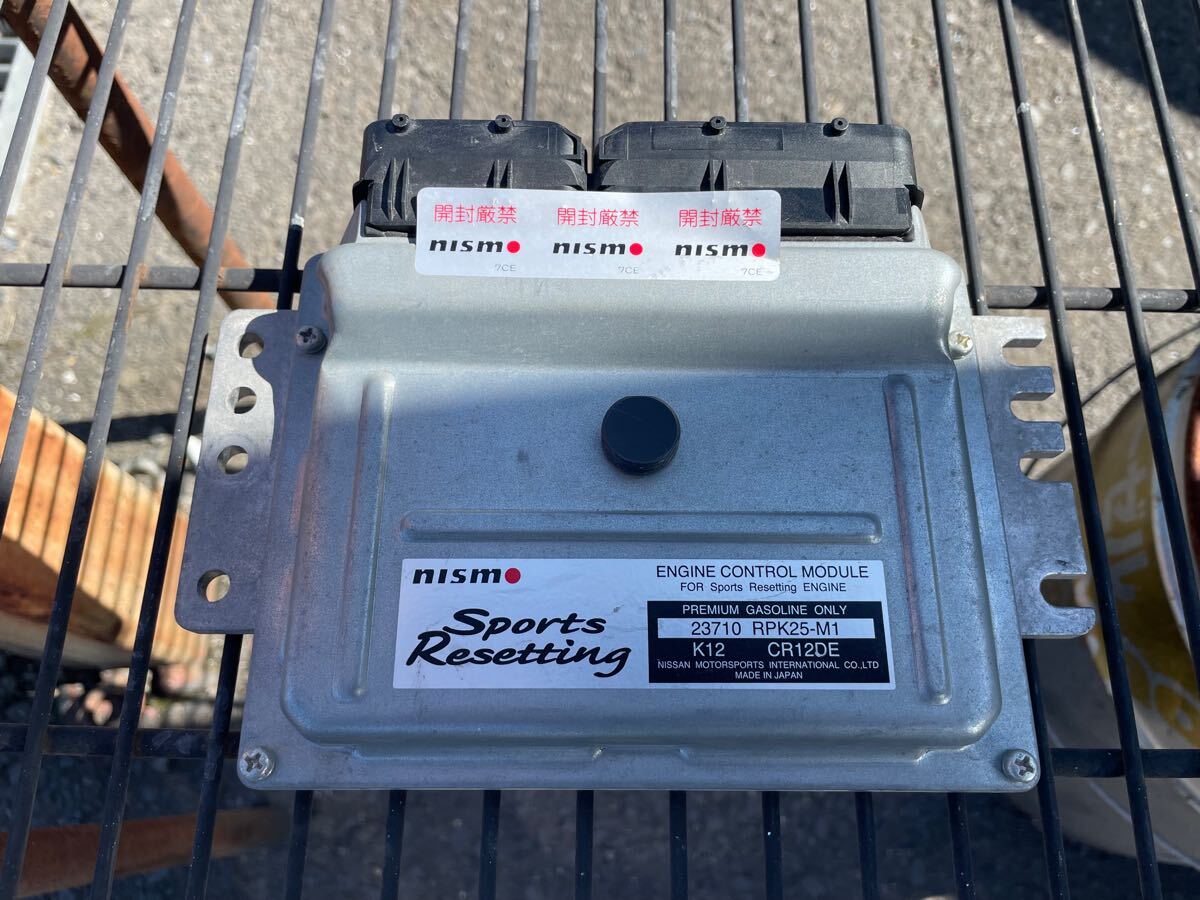 開封厳禁 開封厳禁 開封厳禁
nismo nismo nismo
7CE 7CE 7CE
nismo
Sports
Resetting
ENGINE CONTROL MODULE
FOR Sports Resetting ENGINE
PREMIUM GASOLINE ONLY
23710 RPK25-M1
K12 CR12DE
NISSAN MOTORSPORTS INTERNATIONAL CO.,LTD
MADE IN JAPAN